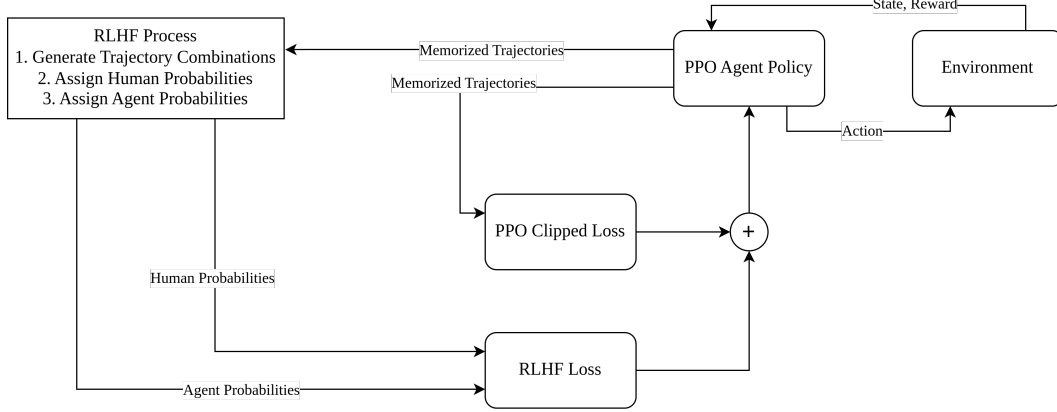 State, Reward
RLHF Process
1. Generate Trajectory Combinations
2. Assign Human Probabilities
3. Assign Agent Probabilities
Memorized Trajectories
Memorized Trajectories
PPO Agent Policy
Environment
Action
PPO Clipped Loss
+
Human Probabilities
RLHF Loss
Agent Probabilities